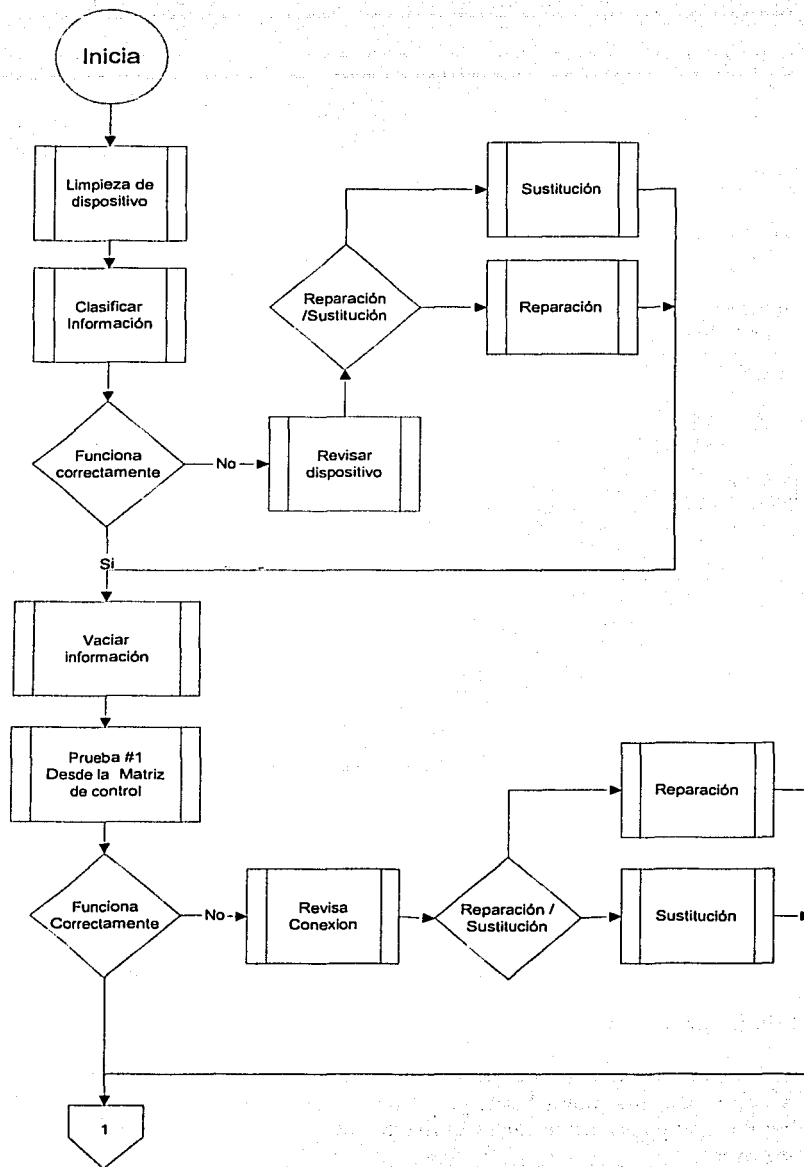 Inicia
Limpieza de
dispositivo
Clasificar
Información
Funciona
correctamente
No
Revisar
dispositivo
Reparación
/Sustitución
Sustitución
Reparación
Si
Vaciar
información
Prueba #1
Desde la Matriz
de control
Funciona
Correctamente
No
Revisa
Conexion
Reparación /
Sustitución
Reparación
Sustitución
1